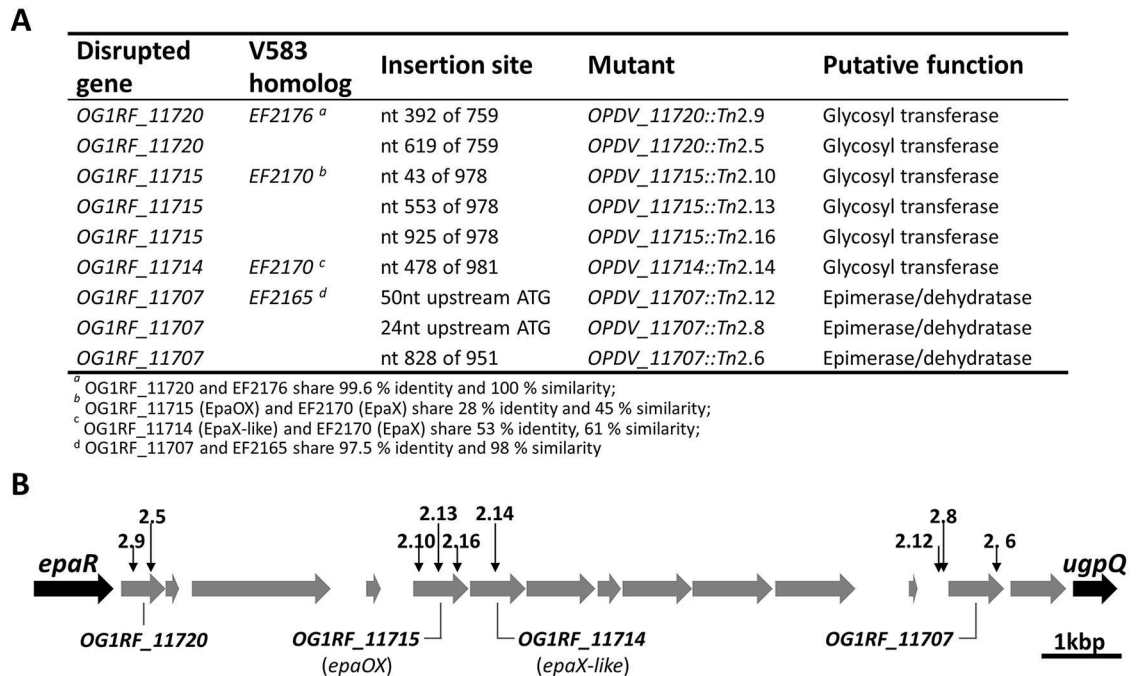 A
Disrupted gene V583 homolog Insertion site Mutant Putative function
OG1RF_11720 EF2176 a nt 392 of 759 OPDV_11720::Tn2.9 Glycosyl transferase
OG1RF_11720 nt 619 of 759 OPDV_11720::Tn2.5 Glycosyl transferase
OG1RF_11715 EF2170 b nt 43 of 978 OPDV_11715::Tn2.10 Glycosyl transferase
OG1RF_11715 nt 553 of 978 OPDV_11715::Tn2.13 Glycosyl transferase
OG1RF_11715 nt 925 of 978 OPDV_11715::Tn2.16 Glycosyl transferase
OG1RF_11714 EF2170 c nt 478 of 981 OPDV_11714::Tn2.14 Glycosyl transferase
OG1RF_11707 EF2165 d 50nt upstream ATG OPDV_11707::Tn2.12 Epimerase/dehydratase
OG1RF_11707 24nt upstream ATG OPDV_11707::Tn2.8 Epimerase/dehydratase
OG1RF_11707 nt 828 of 951 OPDV_11707::Tn2.6 Epimerase/dehydratase
a OG1RF_11720 and EF2176 share 99.6 % identity and 100 % similarity;
b OG1RF_11715 (EpaOX) and EF2170 (EpaX) share 28 % identity and 45 % similarity;
c OG1RF_11714 (EpaX-like) and EF2170 (EpaX) share 53 % identity, 61 % similarity;
d OG1RF_11707 and EF2165 share 97.5 % identity and 98 % similarity
B
2.5 2.13 2.14 2.8
2.9 2.10 2.16 2.12 2. 6
epaR ugpQ
OG1RF_11720 OG1RF_11715 OG1RF_11714 OG1RF_11707
(epaOX) (epaX-like) 1kbp